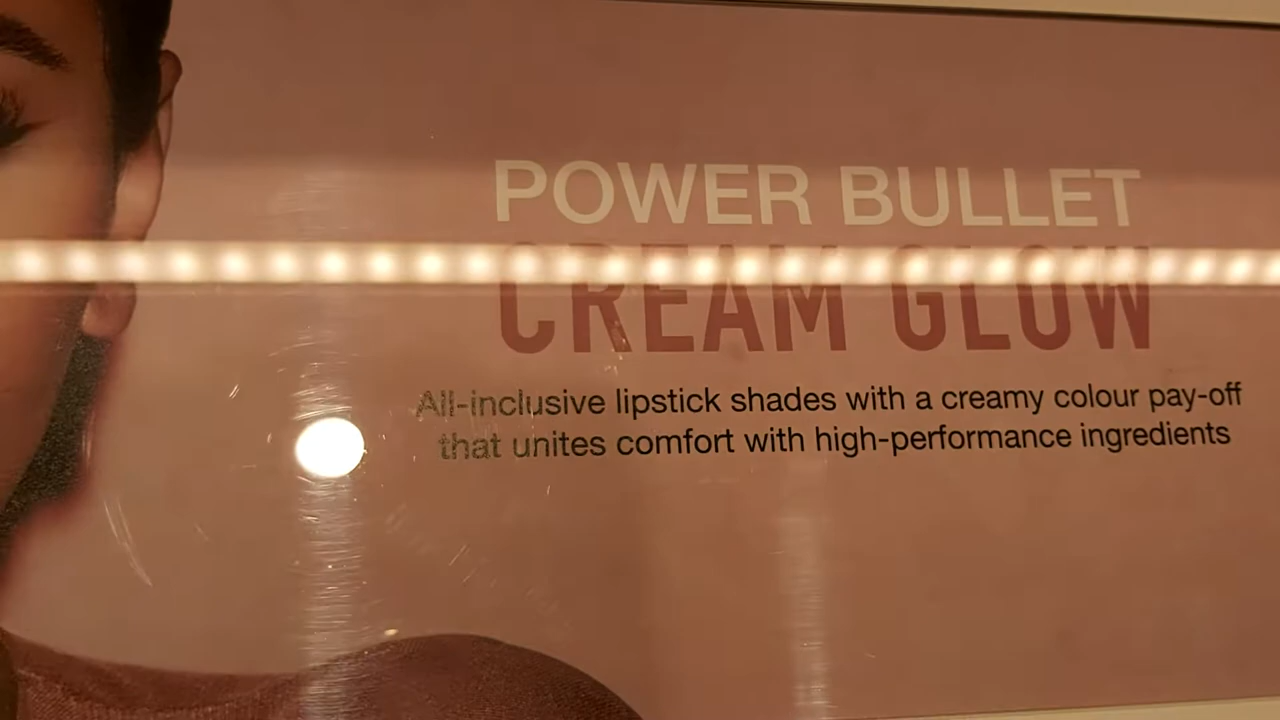 POWER BULLET
CREAM GLOW
All-inclusive lipstick shades with a creamy colour pay-off
that unites comfort with high-performance ingredients